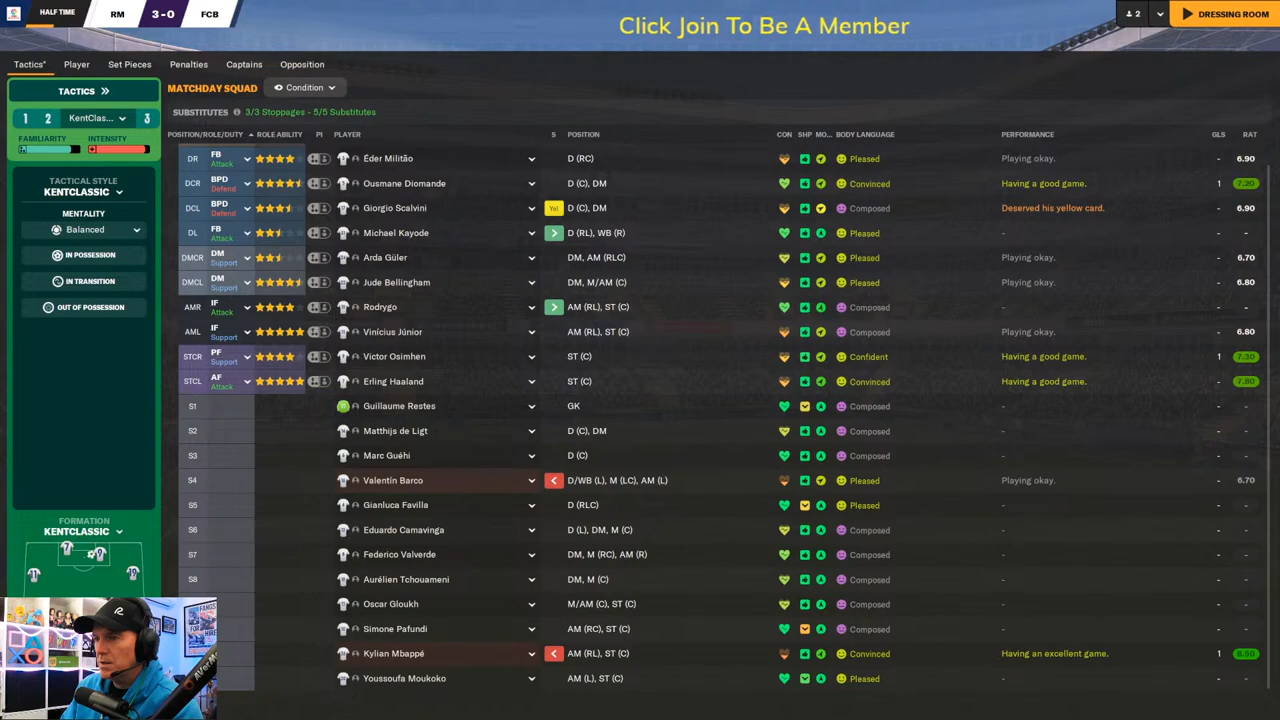 HALF TIME RM 3 - 0 FCB
Click Join To Be A Member
2 DRESSING ROOM
Tactics* Player Set Pieces Penalties Captains Opposition
TACTICS
1 2 KentClas... 3
FAMILIARITY INTENSITY
TACTICAL STYLE
KENTCLASSIC
MENTALITY
Balanced
IN POSSESSION
IN TRANSITION
OUT OF POSSESSION
FORMATION
KENTCLASSIC
7 9
11
MATCHDAY SQUAD Condition
SUBSTITUTES 3/3 Stoppages - 5/5 Substitutes
POSITION/ROLE/DUTY ROLE ABILITY PI PLAYER S POSITION CON SHP MO... BODY LANGUAGE PERFORMANCE GLS RAT
DR FB Attack Éder Militão D (RC) Pleased Playing okay. - 6.90
DCR BPD Defend Ousmane Diomande D (C), DM Convinced Having a good game. 1 7.20
DCL BPD Defend Giorgio Scalvini Yel D (C), DM Composed Deserved his yellow card. - 6.90
DL FB Attack Michael Kayode D (RL), WB (R) Pleased - - -
DMCR DM Support Arda Güler DM, AM (RLC) Pleased Playing okay. - 6.70
DMCL DM Support Jude Bellingham DM, M/AM (C) Pleased Playing okay. - 6.80
AMR IF Attack Rodrygo AM (RL), ST (C) Composed - - -
AML IF Support Vinícius Júnior AM (RL), ST (C) Composed Playing okay. - 6.80
STCR PF Support Victor Osimhen ST (C) Confident Having a good game. 1 7.30
STCL AF Attack Erling Haaland ST (C) Convinced Having a good game. - 7.80
S1 Guillaume Restes GK Composed - - -
S2 Matthijs de Ligt D (C), DM Composed - - -
S3 Marc Guéhi D (C) Composed - - -
S4 Valentín Barco D/WB (L), M (LC), AM (L) Pleased Playing okay. - 6.70
S5 Gianluca Favilla D (RLC) Pleased - - -
S6 Eduardo Camavinga D (L), DM, M (C) Composed - - -
S7 Federico Valverde DM, M (RC), AM (R) Composed - - -
S8 Aurélien Tchouameni DM, M (C) Composed - - -
Oscar Gloukh M/AM (C), ST (C) Composed - - -
Simone Pafundi AM (RC), ST (C) Composed - - -
Kylian Mbappé AM (RL), ST (C) Convinced Having an excellent game. 1 8.50
Youssoufa Moukoko AM (L), ST (C) Pleased - - -